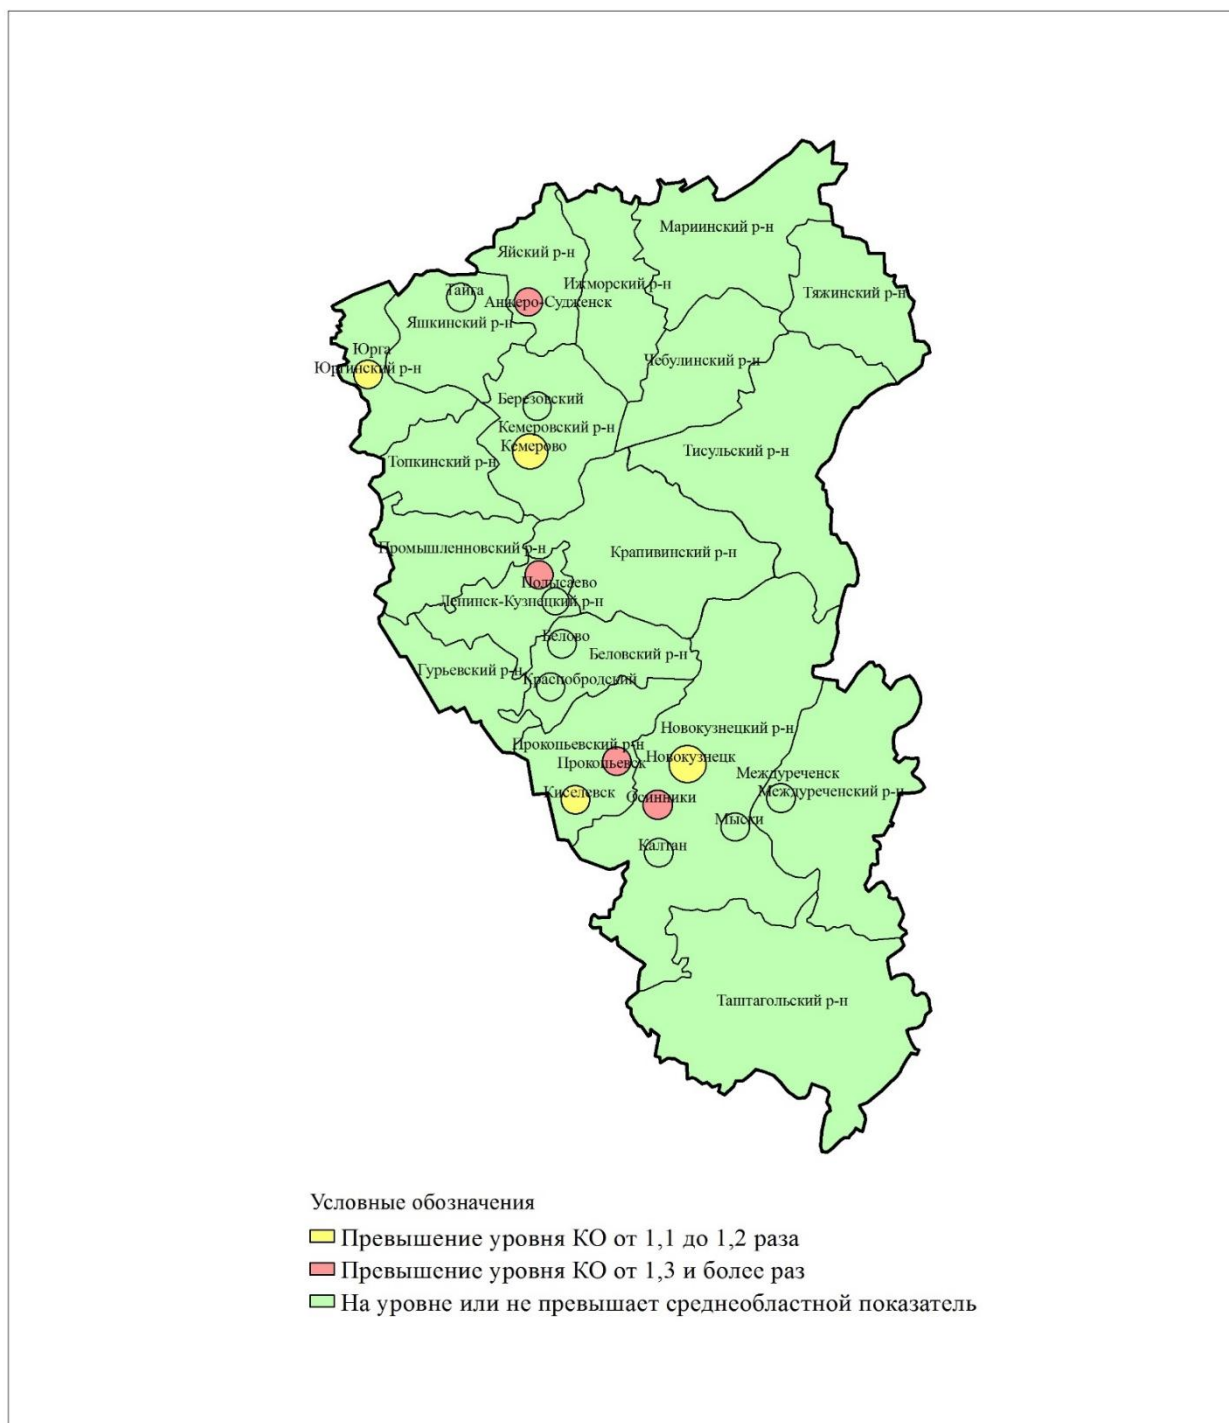 Мариинский р-н
Яйский р-н
Ижморский р-н
Тяжинский р-н
Тайга
Анжеро-Судженск
Яшкинский р-н
Юрга
Юргинский р-н
Чебулинский р-н
Березовский
Кемеровский р-н
Кемерово
Тисульский р-н
Топкинский р-н
Промышленновский р-н
Крапивинский р-н
Полысаево
Ленинск-Кузнецкий р-н
Белово
Беловский р-н
Гурьевский р-н
Краснобродский
Новокузнецкий р-н
Прокопьевский р-н
Прокопьевск
Новокузнецк
Междуреченск
Междуреченский р-н
Киселевск
Осинники
Мыски
Калтан
Таштагольский р-н
Условные обозначения
Превышение уровня КО от 1,1 до 1,2 раза
Превышение уровня КО от 1,3 и более раз
На уровне или не превышает среднеобластной показатель